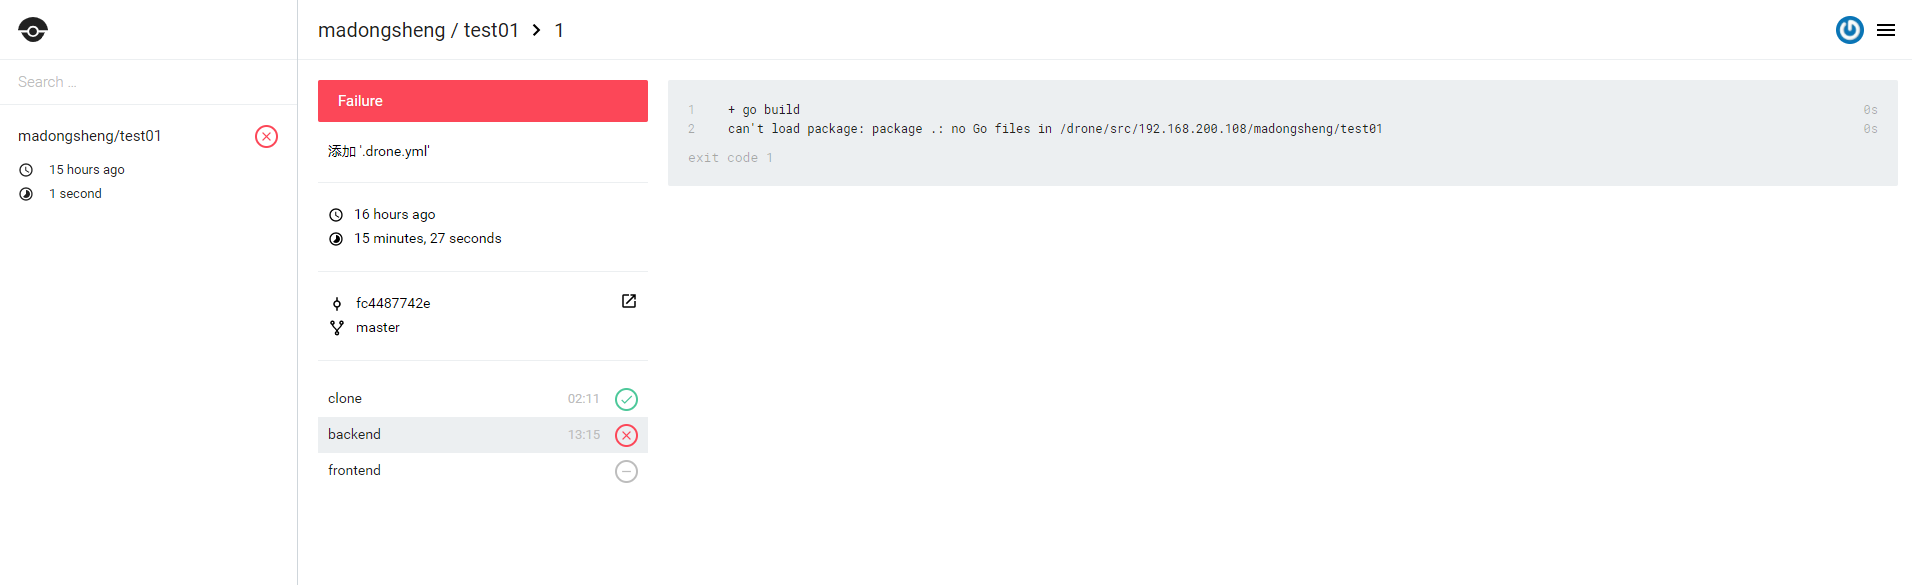 madongsheng / test01 > 1
Search ...
madongsheng/test01
15 hours ago
1 second
Failure
添加 '.drone.yml'
16 hours ago
15 minutes, 27 seconds
fc4487742e
master
clone 02:11
backend 13:15
frontend
1 + go build 0s
2 can't load package: package .: no Go files in /drone/src/192.168.200.108/madongsheng/test01 0s
exit code 1